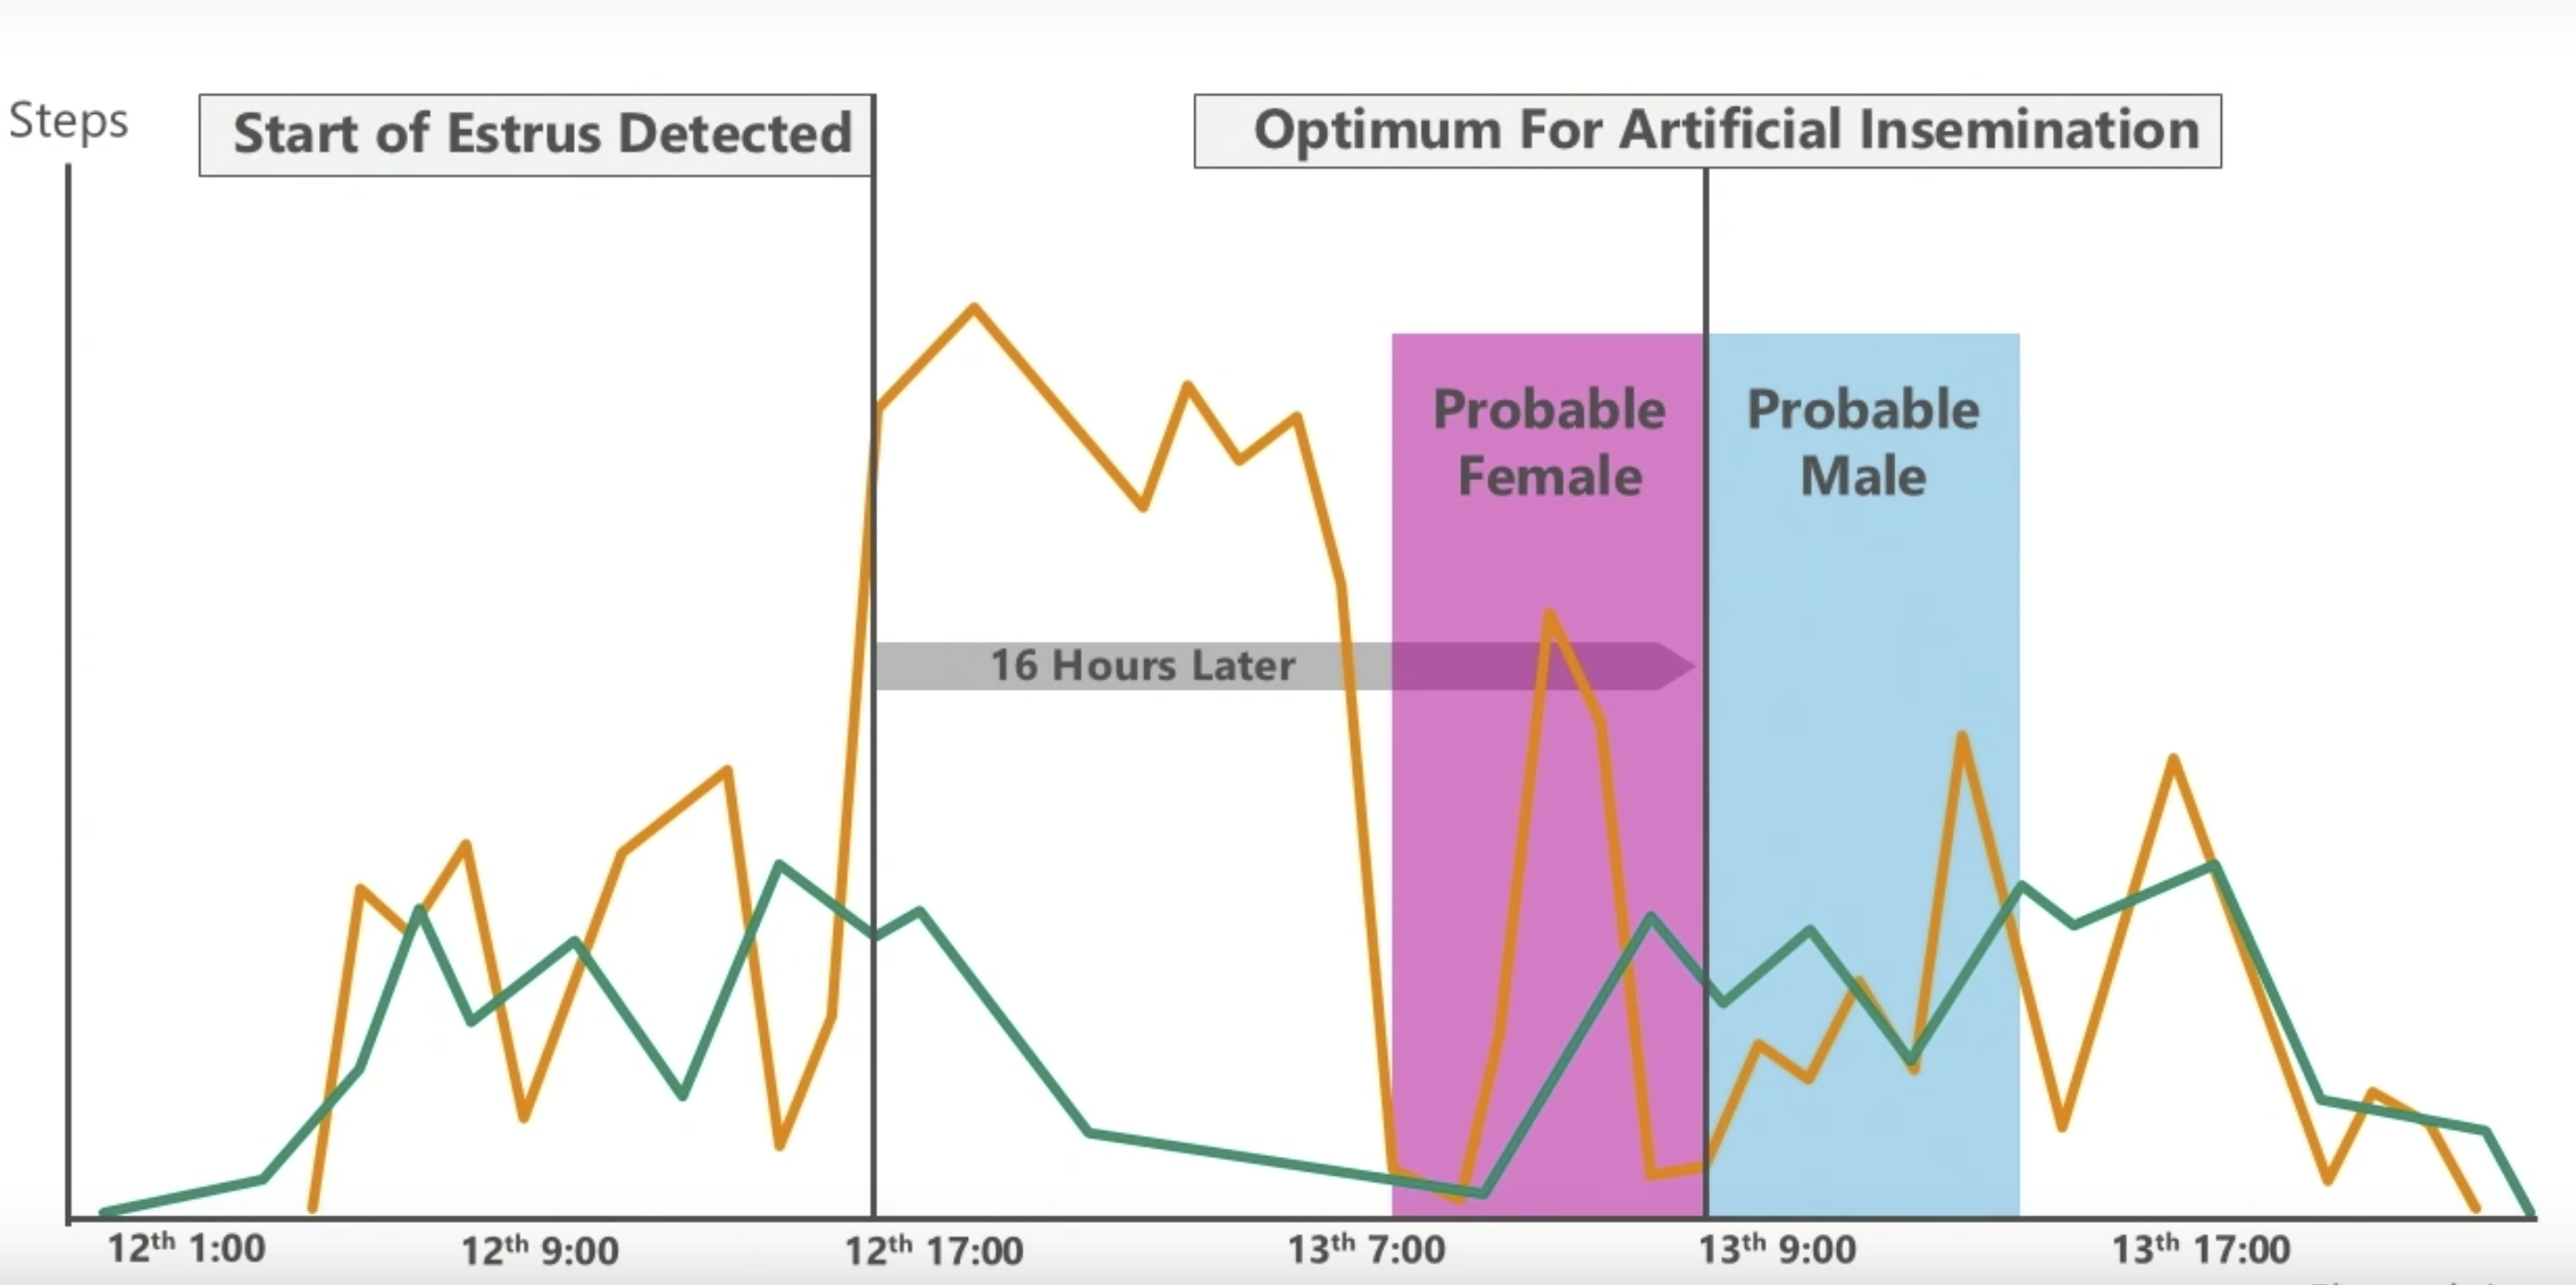 Steps
Start of Estrus Detected
Optimum For Artificial Insemination
Probable
Female
Probable
Male
16 Hours Later
12th 1:00
12th 9:00
12th 17:00
13th 7:00
13th 9:00
13th 17:00